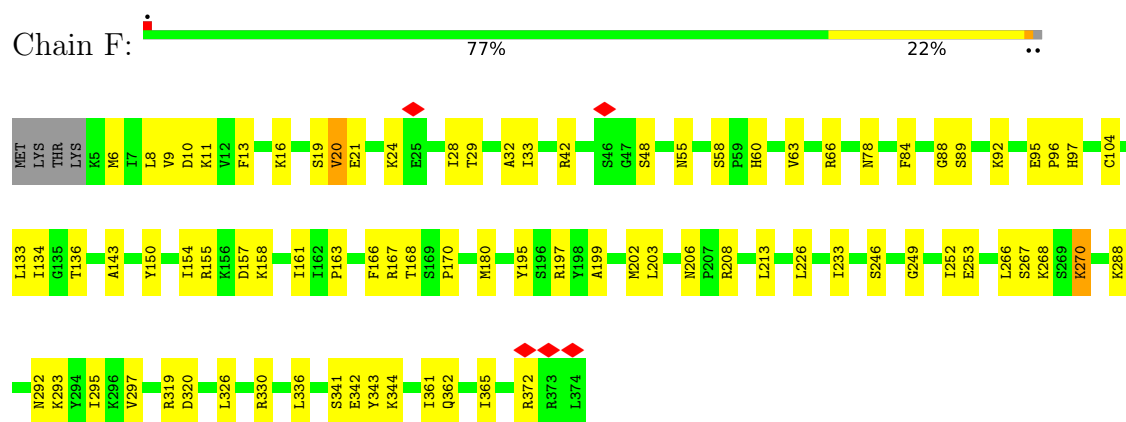 Chain F:
77%
22%
••
MET LYS THR LYS K5 M6 I7 L8 V9 D10 K11 V12 F13 K16 S19 V20 E21 K24 E25 I28 T29 A32 I33 R42 S46 G47 S48 N55 S58 P59 H60 V63 R66 N78 F84 G88 S89 K92 E95 P96 H97 C104
L133 I134 G135 T136 A143 Y150 I154 R155 K156 D157 K158 I161 I162 P163 F166 R167 T168 S169 P170 M180 Y195 S196 R197 Y198 A199 M202 L203 N206 P207 R208 L213 L226 I233 S246 G249 I252 E253 L266 S267 K268 S269 K270 K288
N292 K293 Y294 I295 K296 V297 R319 D320 L326 R330 L336 S341 E342 Y343 K344 I361 Q362 I365 R372 R373 L374